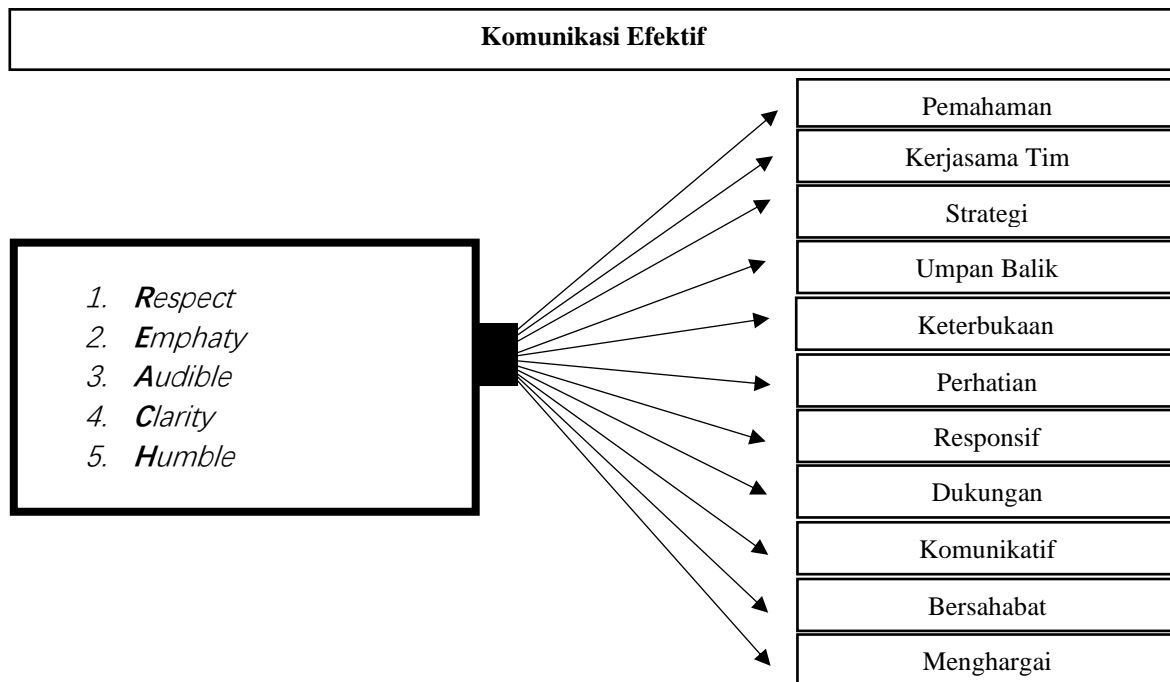 Komunikasi Efektif
1. Respect
2. Emphaty
3. Audible
4. Clarity
5. Humble
Pemahaman
Kerjasama Tim
Strategi
Umpan Balik
Keterbukaan
Perhatian
Responsif
Dukungan
Komunikatif
Bersahabat
Menghargai